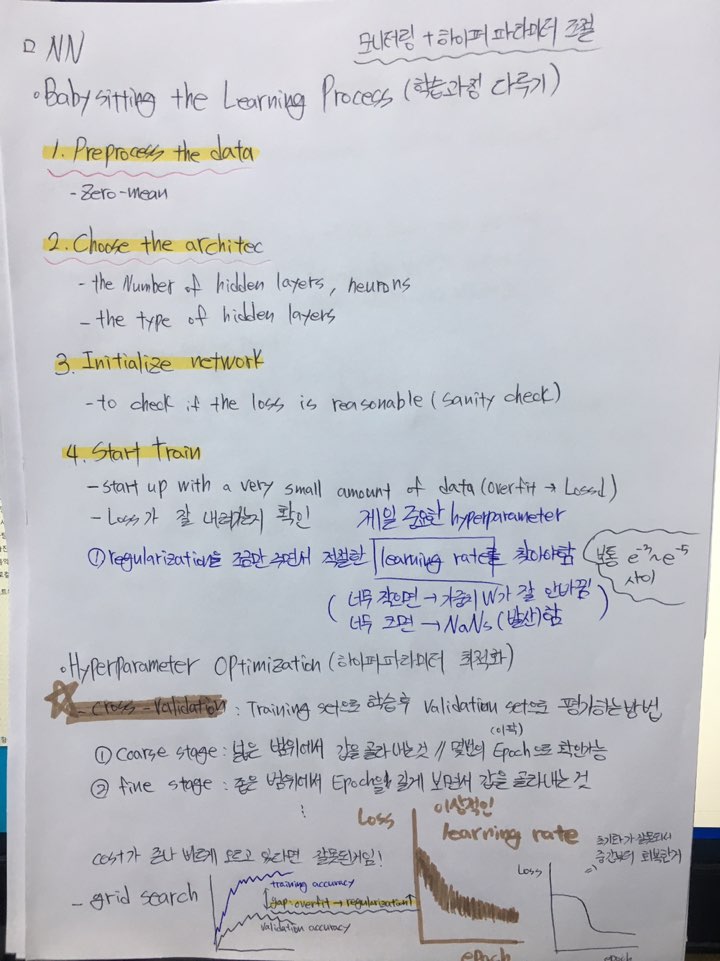 □ NN
모니터링 + 하이퍼 파라미터 조절
• Babysitting the Learning Process (학습과정 다루기)
1. Preprocess the data
- Zero-mean
2. Choose the architec
- the Number of hidden layers, neurons
- the type of hidden layers
3. Initialize network
- to check if the loss is reasonable (sanity check)
4. Start Train
- start up with a very small amount of data (overfit → Loss↓)
- Loss가 잘 내려가는지 확인
제일 중요한 hyperparameter
① regularization을 조금만 주면서 적절한 learning rate를 찾아야함
보통 e⁻³~e⁻⁵ 사이
( 너무 작으면 → 가중치 W가 잘 안바뀜
너무 크면 → NaNs (발산)함 )
• Hyperparameter Optimization (하이퍼파라미터 최적화)
☆ - cross-validation : Training set으로 학습후 validation set으로 평가하는 방법
① coarse stage : 넓은 범위에서 값을 골라내는것 // 몇번의 Epoch으로 확인가능
② fine stage : 좁은 범위에서 Epoch을 길게 보면서 값을 골라내는 것
⋮
cost가 존나 빠르게 오르고 있다면 잘못된게임!
- grid search
training accuracy
gap: overfit → regularization↑
validation accuracy
Loss
이상적인
learning rate
epoch
초기화가 잘못되서
Loss
epoch